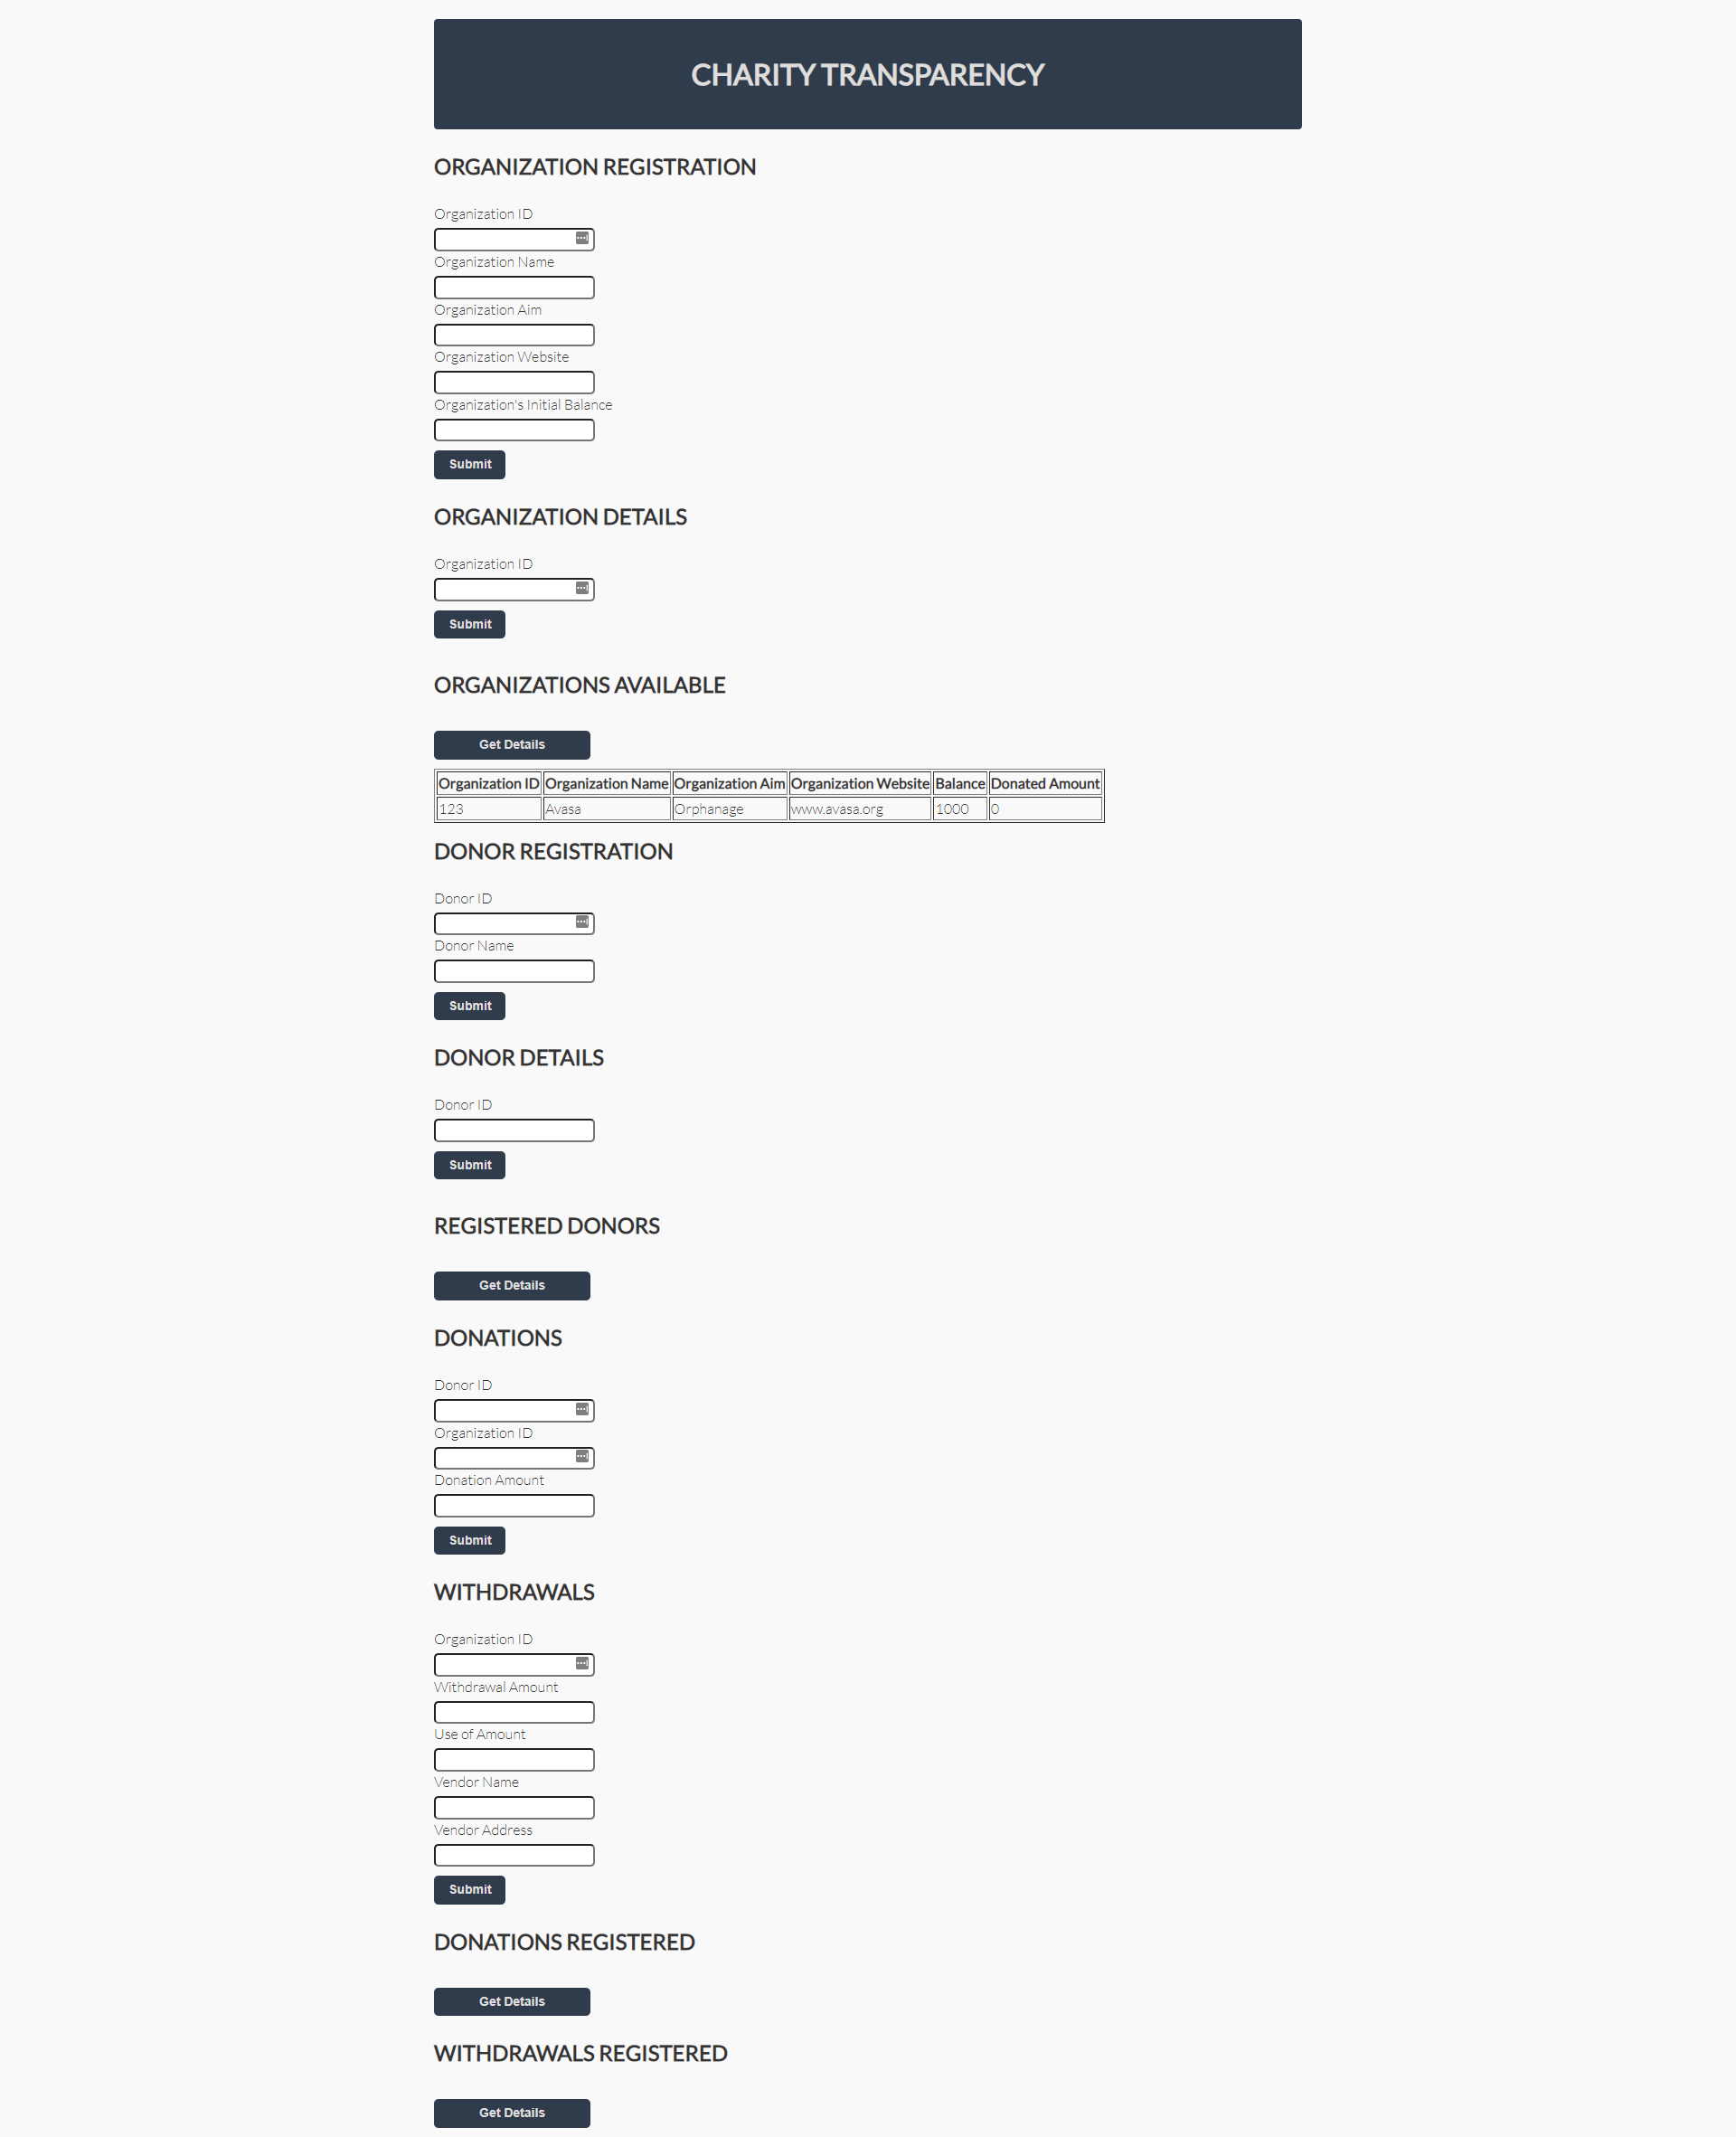 CHARITY TRANSPARENCY
ORGANIZATION REGISTRATION
Organization ID
Organization Name
Organization Aim
Organization Website
Organization's Initial Balance
Submit
ORGANIZATION DETAILS
Organization ID
Submit
ORGANIZATIONS AVAILABLE
Get Details
Organization ID Organization Name Organization Aim Organization Website Balance Donated Amount
123 Avasa Orphanage www.avasa.org 1000 0
DONOR REGISTRATION
Donor ID
Donor Name
Submit
DONOR DETAILS
Donor ID
Submit
REGISTERED DONORS
Get Details
DONATIONS
Donor ID
Organization ID
Donation Amount
Submit
WITHDRAWALS
Organization ID
Withdrawal Amount
Use of Amount
Vendor Name
Vendor Address
Submit
DONATIONS REGISTERED
Get Details
WITHDRAWALS REGISTERED
Get Details